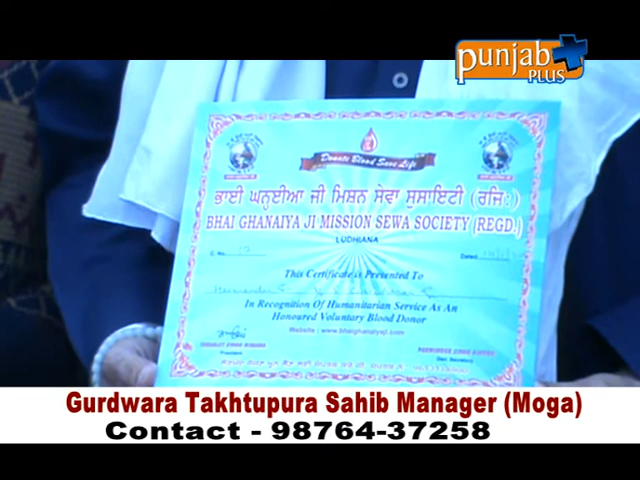 punjab
PLUS
Donate Blood Save Life
ਭਾਈ ਘਨ੍ਹਈਆ ਜੀ ਮਿਸ਼ਨ ਸੇਵਾ ਸੁਸਾਇਟੀ (ਰਜਿ:)
BHAI GHANAIYA JI MISSION SEWA SOCIETY (REGD.)
LUDHIANA
Dated
This Certificate is Presented To
In Recognition Of Humanitarian Service As An
Honoured Voluntary Blood Donor
Website : www.bhaighanaiyaji.com
President
Gen. Secretary
Gurdwara Takhtupura Sahib Manager (Moga)
Contact - 98764-37258